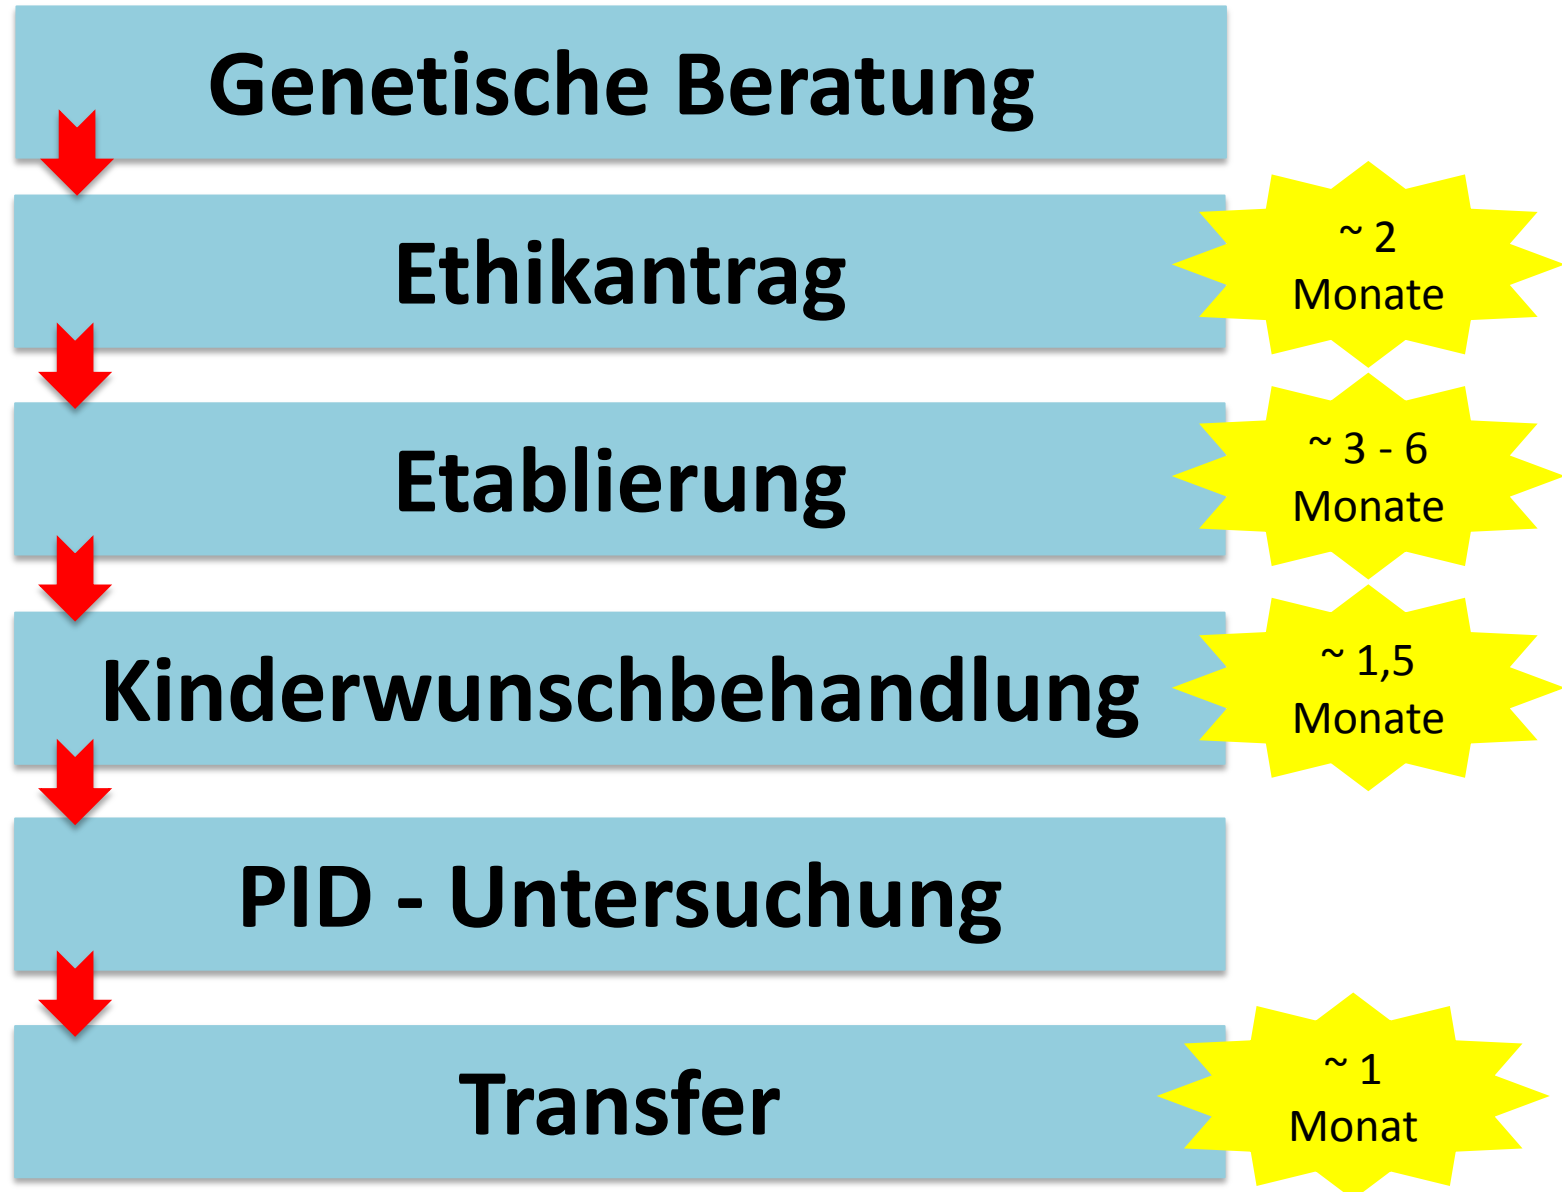 Genetische Beratung
Ethikantrag
~ 2
Monate
Etablierung
~ 3 - 6
Monate
Kinderwunschbehandlung
~ 1,5
Monate
PID - Untersuchung
Transfer
~ 1
Monat